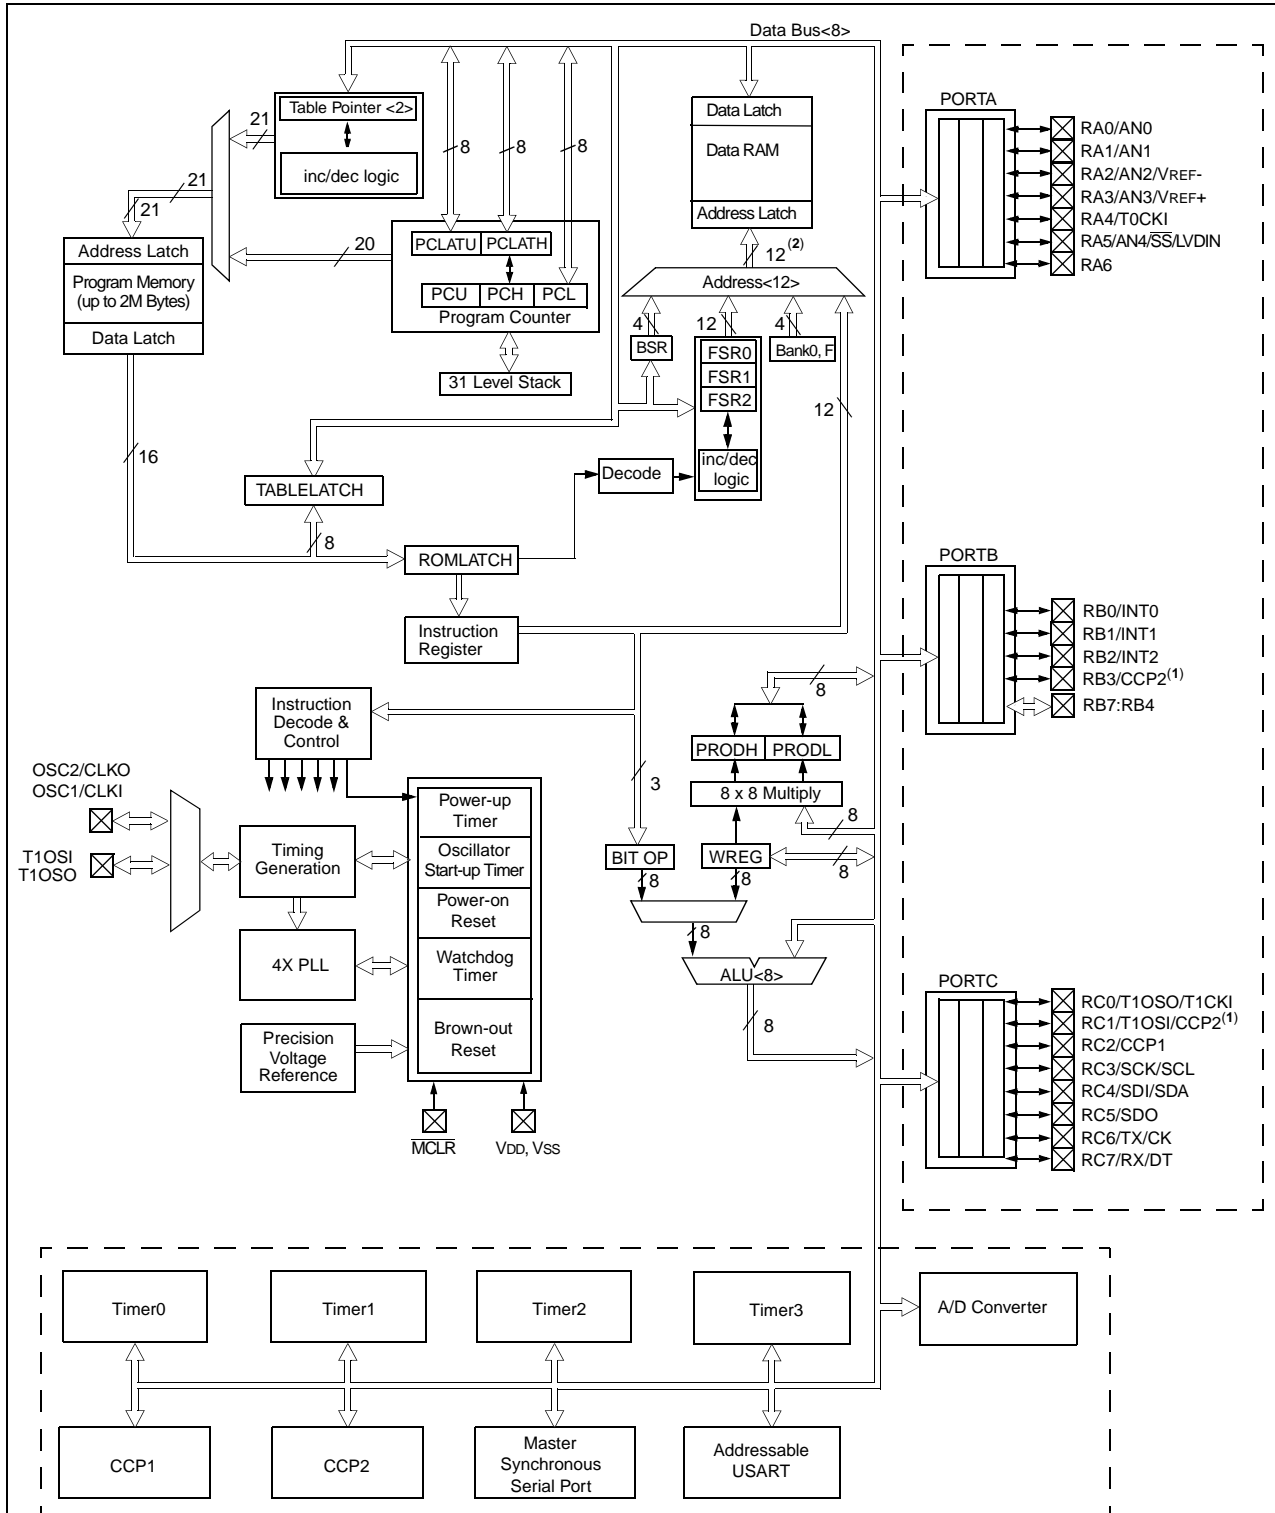 Data Bus<8>
PORTA
Table Pointer <2>
21
inc/dec logic
21
21
8
8
8
Data Latch
Data RAM
Address Latch
RA0/AN0
RA1/AN1
RA2/AN2/VREF-
RA3/AN3/VREF+
RA4/T0CKI
RA5/AN4/SS/LVDIN
RA6
Address Latch
Program Memory
(up to 2M Bytes)
Data Latch
20
PCLATU
PCLATH
PCU
PCH
PCL
Program Counter
31 Level Stack
12(2)
Address<12>
4
12
4
BSR
FSR0
FSR1
FSR2
Bank0, F
12
inc/dec
logic
16
TABLELATCH
8
Decode
ROMLATCH
Instruction
Register
PORTB
RB0/INT0
RB1/INT1
RB2/INT2
RB3/CCP2(1)
RB7:RB4
8
Instruction
Decode &
Control
PRODH
PRODL
8 x 8 Multiply
3
8
OSC2/CLKO
OSC1/CLKI
T1OSI
T1OSO
Timing
Generation
4X PLL
Precision
Voltage
Reference
Power-up
Timer
Oscillator
Start-up Timer
Power-on
Reset
Watchdog
Timer
Brown-out
Reset
MCLR
VDD, VSS
BIT OP
WREG
8
8
8
8
ALU<8>
8
PORTC
RC0/T1OSO/T1CKI
RC1/T1OSI/CCP2(1)
RC2/CCP1
RC3/SCK/SCL
RC4/SDI/SDA
RC5/SDO
RC6/TX/CK
RC7/RX/DT
Timer0
Timer1
Timer2
Timer3
A/D Converter
CCP1
CCP2
Master
Synchronous
Serial Port
Addressable
USART